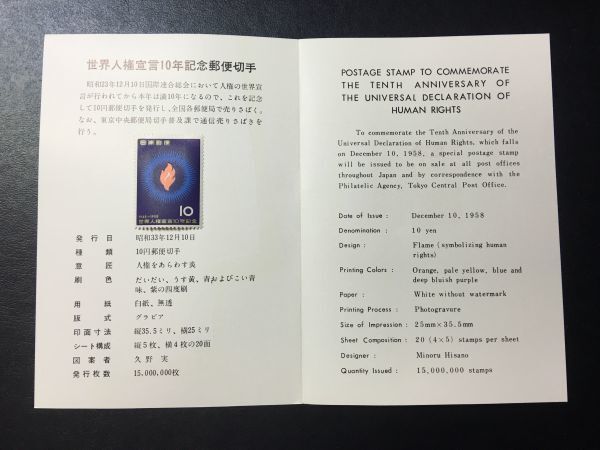 世界人権宣言10年記念郵便切手
昭和23年12月10日国際連合総会において人権の世界宣
言が行われてから本年は満10年になるので、これを記念
して10円郵便切手を発行し、全国各郵便局で売りさばく。
なお、東京中央郵便局切手普及課で通信売りさばきを
行う。
日本郵便
1948-1958 10
世界人権宣言10年記念
発行日 昭和33年12月10日
種類 10円郵便切手
意匠 人権をあらわす炎
刷色 だいだい、うす黄、青およびこい青
味、紫の四度刷
用紙 白紙、無透
版式 グラビア
印面寸法 縦35.5ミリ、横25ミリ
シート構成 縦5枚、横4枚の20面
図案者 久野実
発行枚数 15.000.000枚
POSTAGE STAMP TO COMMEMORATE
THE TENTH ANNIVERSARY OF
THE UNIVERSAL DECLARATION OF
HUMAN RIGHTS
To commemorate the Tenth Anniversary of the
Universal Declaration of Human Rights, which falls
on December 10, 1958, a special postage stamp
will be issued to be on sale at all post offices
throughout Japan and by correspondence with the
Philatelic Agency, Tokyo Central Post Office.
Date of Issue : December 10, 1958
Denomination : 10 yen
Design : Flame (symbolizing human
rights)
Printing Colors : Orange, pale yellow, blue and
deep bluish purple
Paper : White without watermark
Printing Process : Photogravure
Size of Impression : 25mm×35.5mm
Sheet Composition : 20 (4×5) stamps per sheet
Designer : Minoru Hisano
Quantity Issued : 15,000,000 stamps